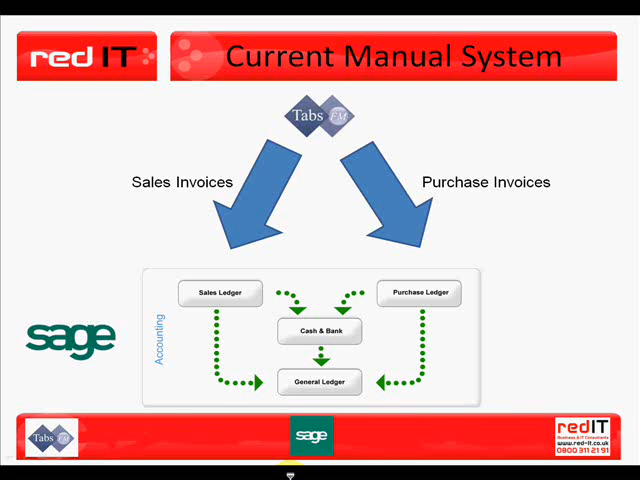 red IT
Current Manual System
Tabs FM
Sales Invoices
Purchase Invoices
Sales Ledger
Purchase Ledger
Accounting
Cash & Bank
General Ledger
sage
Tabs FM
sage
redIT
Business & IT Consultants
www.red-it.co.uk
0800 311 21 91